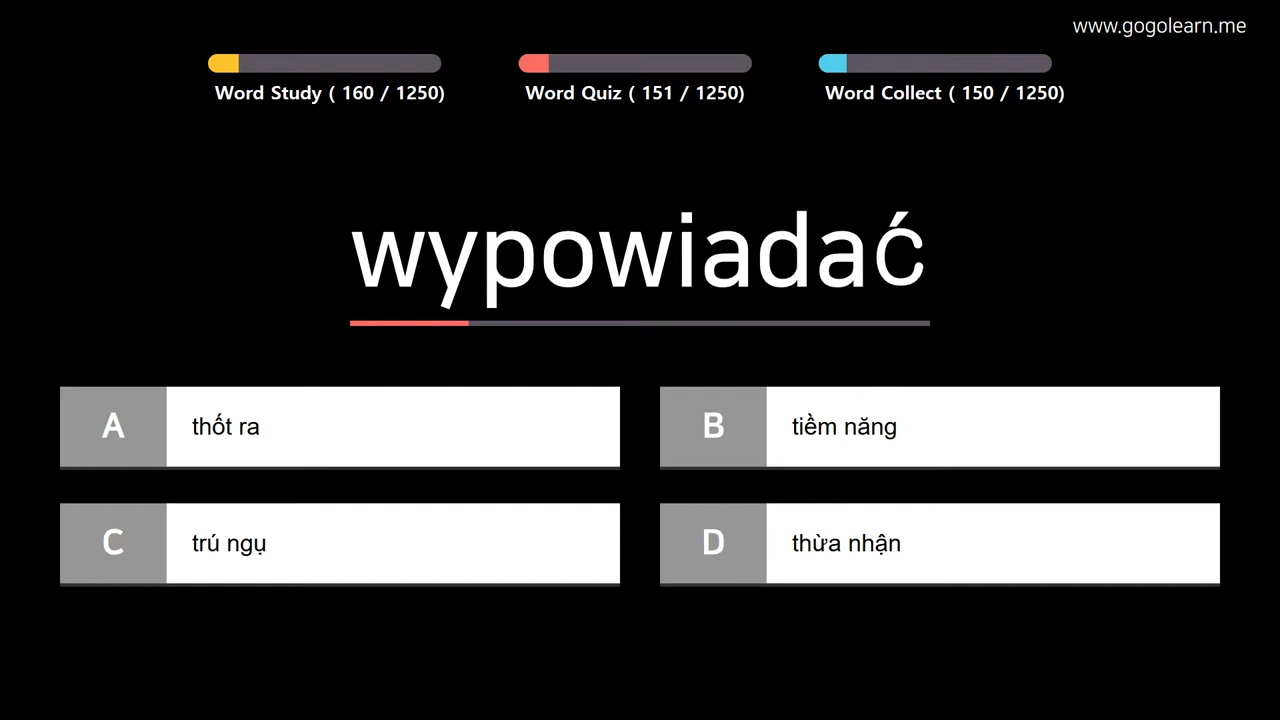 www.gogolearn.me
Word Study ( 160 / 1250)
Word Quiz ( 151 / 1250)
Word Collect ( 150 / 1250)
wypowiadać
A thốt ra
B tiềm năng
C trú ngụ
D thừa nhận